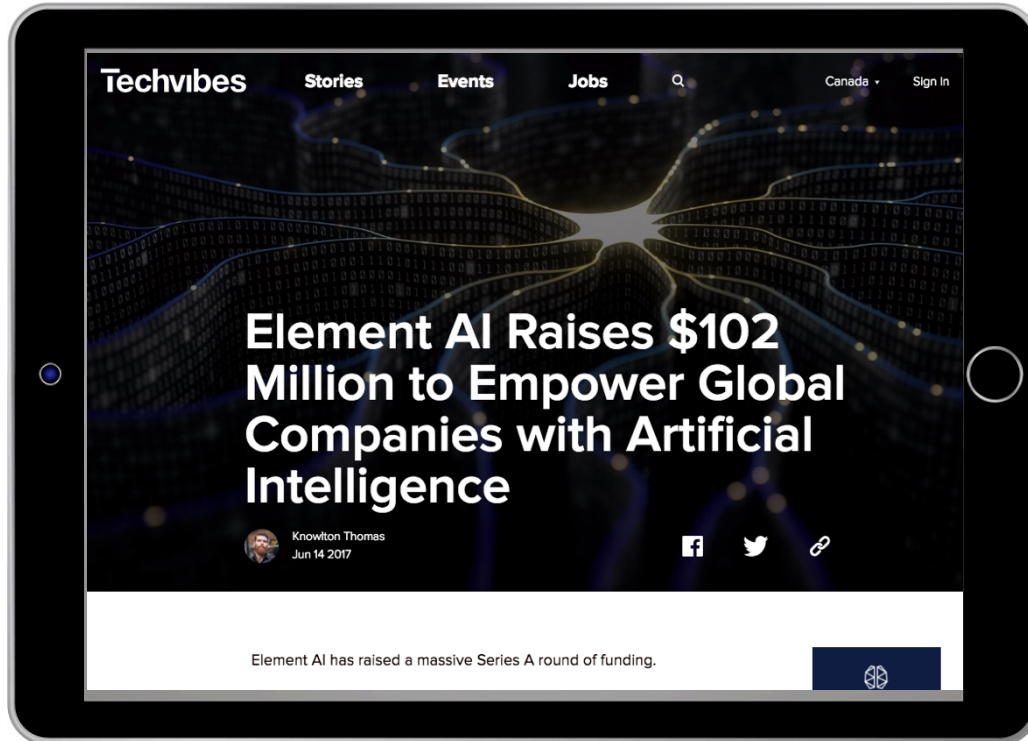 Techvibes
Stories
Events
Jobs
Canada
Sign In
Element AI Raises $102
Million to Empower Global
Companies with Artificial
Intelligence
Knowlton Thomas
Jun 14 2017
Element AI has raised a massive Series A round of funding.